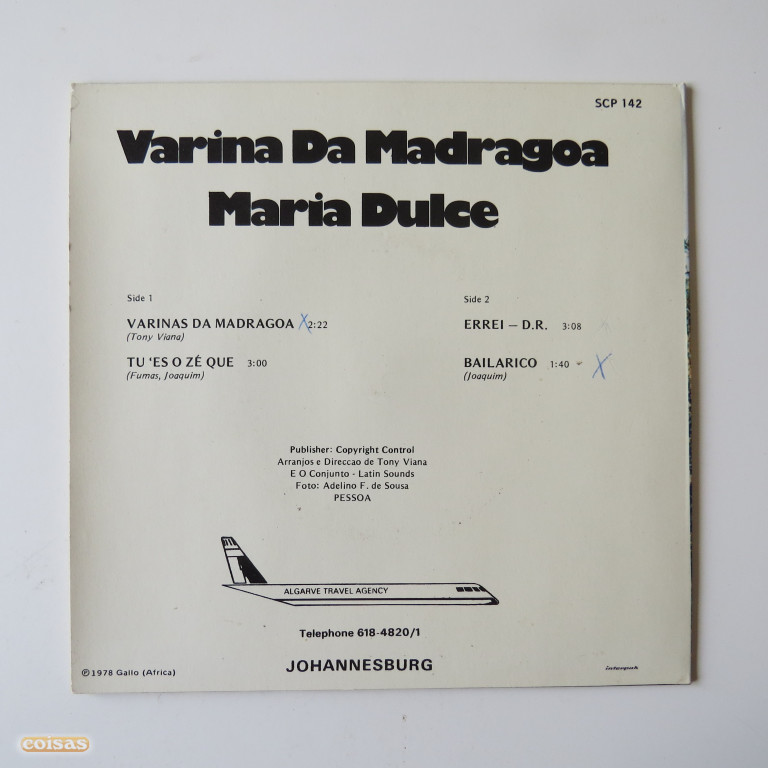 SCP 142
Varina Da Madragoa
Maria Dulce
Side 1
VARINAS DA MADRAGOA X 2:22
(Tony Viana)
TU 'ES O ZÉ QUE 3:00
(Fumas, Joaquim)
Side 2
ERREI — D.R. 3:08
BAILARICO 1:40 X
(Joaquim)
Publisher: Copyright Control
Arranjos e Direccao de Tony Viana
E O Conjunto - Latin Sounds
Foto: Adelino F. de Sousa
PESSOA
ALGARVE TRAVEL AGENCY
Telephone 618-4820/1
JOHANNESBURG
℗1978 Gallo (Africa)
interpak
coisas